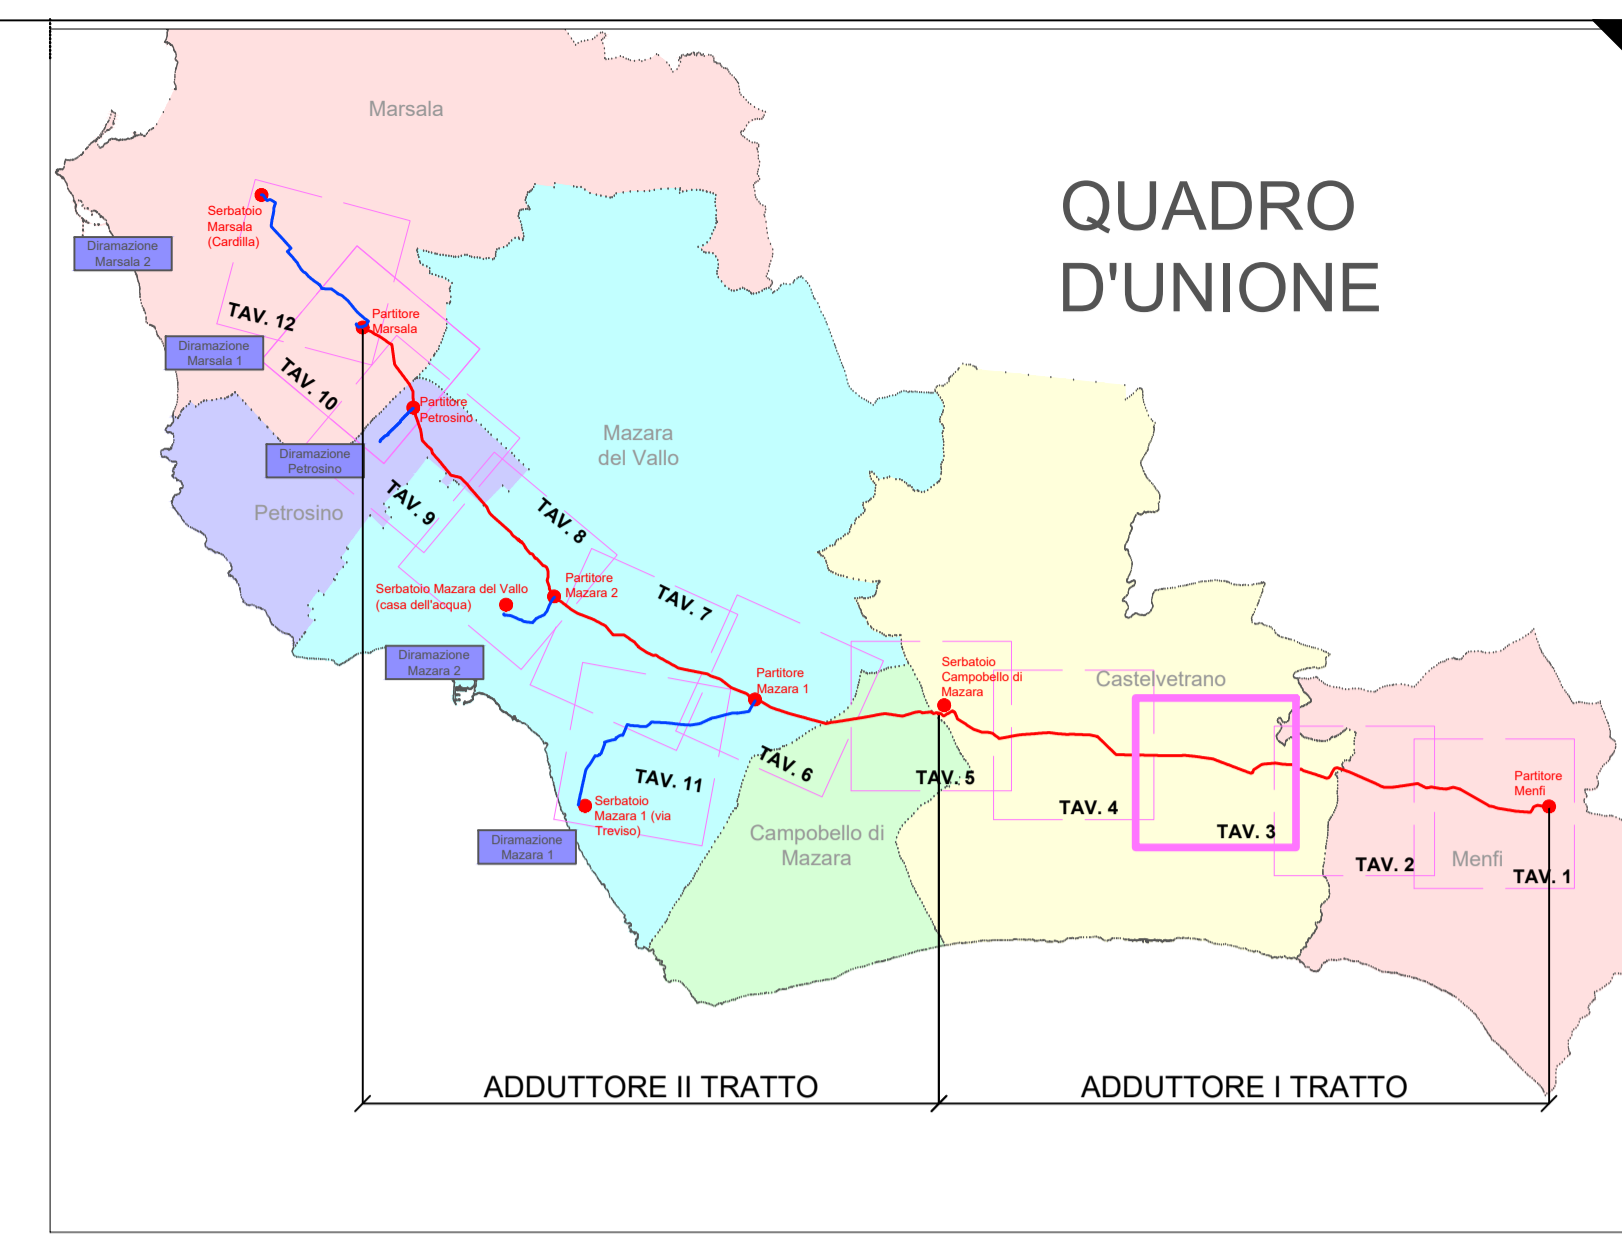 Marsala
QUADRO
D'UNIONE
Serbatoio
Marsala
(Cardilla)
Diramazione
Marsala 2
TAV. 12
Partitore
Marsala
Diramazione
Marsala 1
TAV. 10
Partitore
Petrosino
Mazara
del Vallo
Diramazione
Petrosino
Petrosino
TAV. 9
TAV. 8
Serbatoio Mazara del Vallo
(casa dell'acqua)
Partitore
Mazara 2
TAV. 7
Diramazione
Mazara 2
Partitore
Mazara 1
Serbatoio
Campobello di
Mazara
Castelvetrano
TAV. 11
TAV. 6
TAV. 5
TAV. 4
TAV. 3
TAV. 2
TAV. 1
Partitore
Menfi
Menfi
Serbatoio
Mazara 1 (via
Treviso)
Diramazione
Mazara 1
Campobello di
Mazara
ADDUTTORE II TRATTO
ADDUTTORE I TRATTO